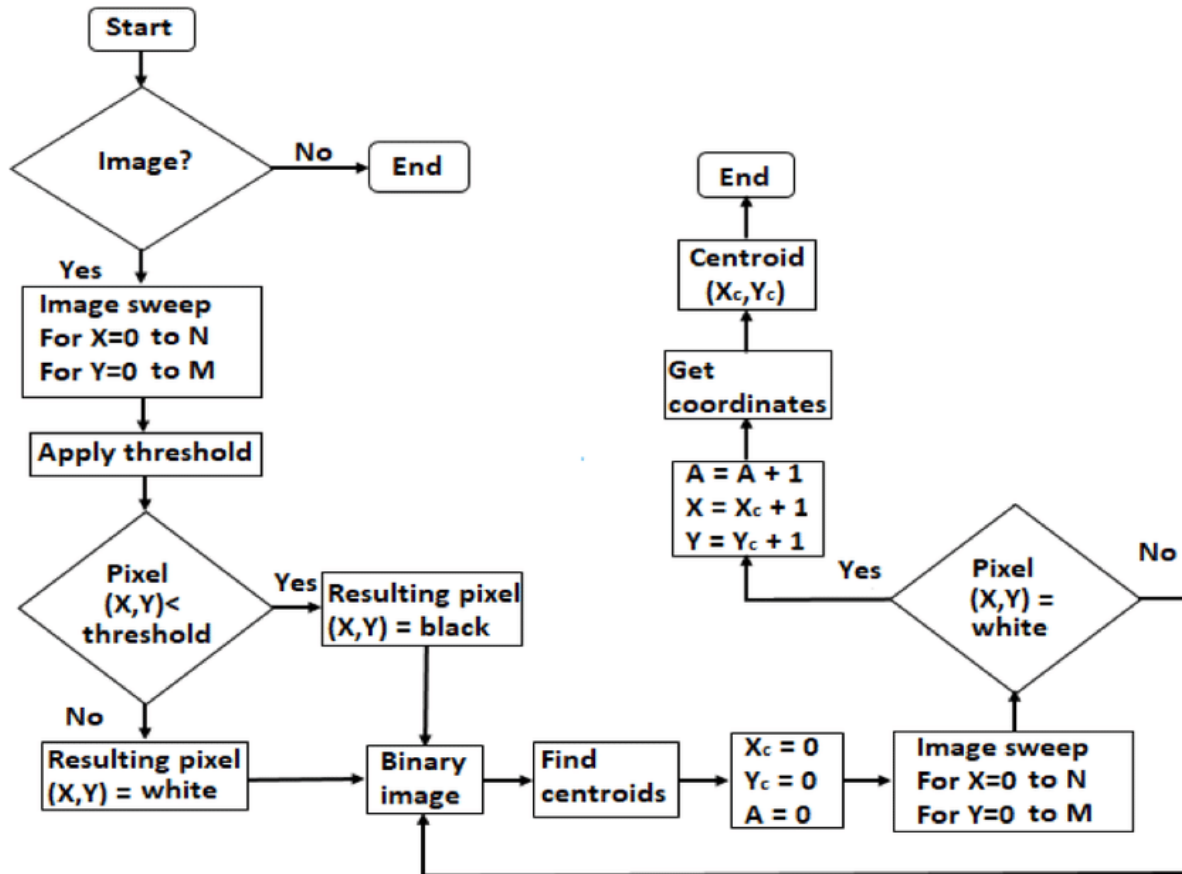 Start
Image?
No
End
Yes
Image sweep
For X=0 to N
For Y=0 to M
Apply threshold
Pixel
(X,Y)<
threshold
Yes
Resulting pixel
(X,Y) = black
No
Resulting pixel
(X,Y) = white
Binary
image
Find
centroids
Xc = 0
Yc = 0
A = 0
Image sweep
For X=0 to N
For Y=0 to M
Pixel
(X,Y) =
white
No
Yes
A = A + 1
X = Xc + 1
Y = Yc + 1
Get
coordinates
Centroid
(Xc,Yc)
End